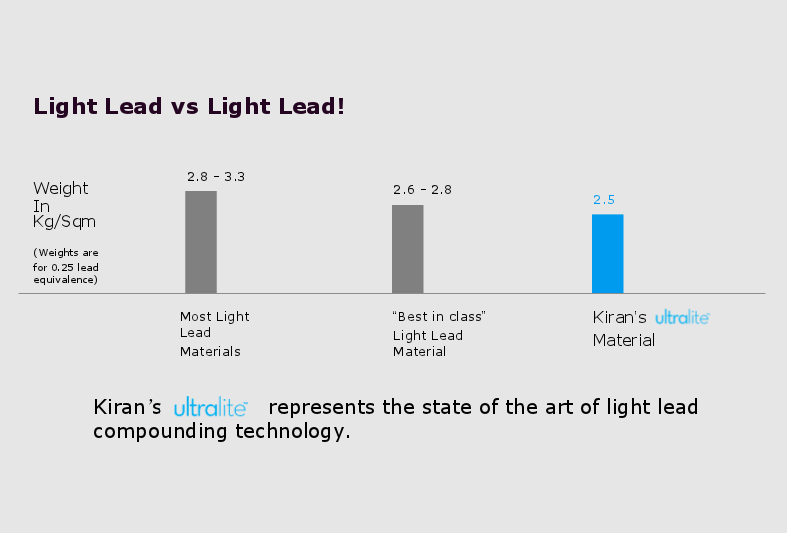 Light Lead vs Light Lead!
Weight
In
Kg/Sqm
(Weights are
for 0.25 lead
equivalence)
2.8 – 3.3
2.6 – 2.8
2.5
Most Light
Lead
Materials
“Best in class”
Light Lead
Material
Kiran’s ultralite™
Material
Kiran’s ultralite™ represents the state of the art of light lead
compounding technology.